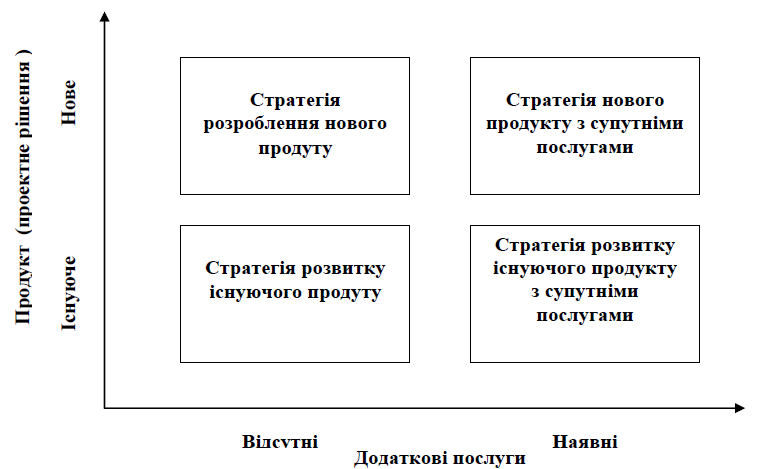 Продукт (проектне рішення )
Нове
Існуюче
Стратегія
розроблення нового
продуту
Стратегія нового
продукту з супутніми
послугами
Стратегія розвитку
існуючого продуту
Стратегія розвитку
існуючого продукту
з супутніми
послугами
Відсутні
Наявні
Додаткові послуги